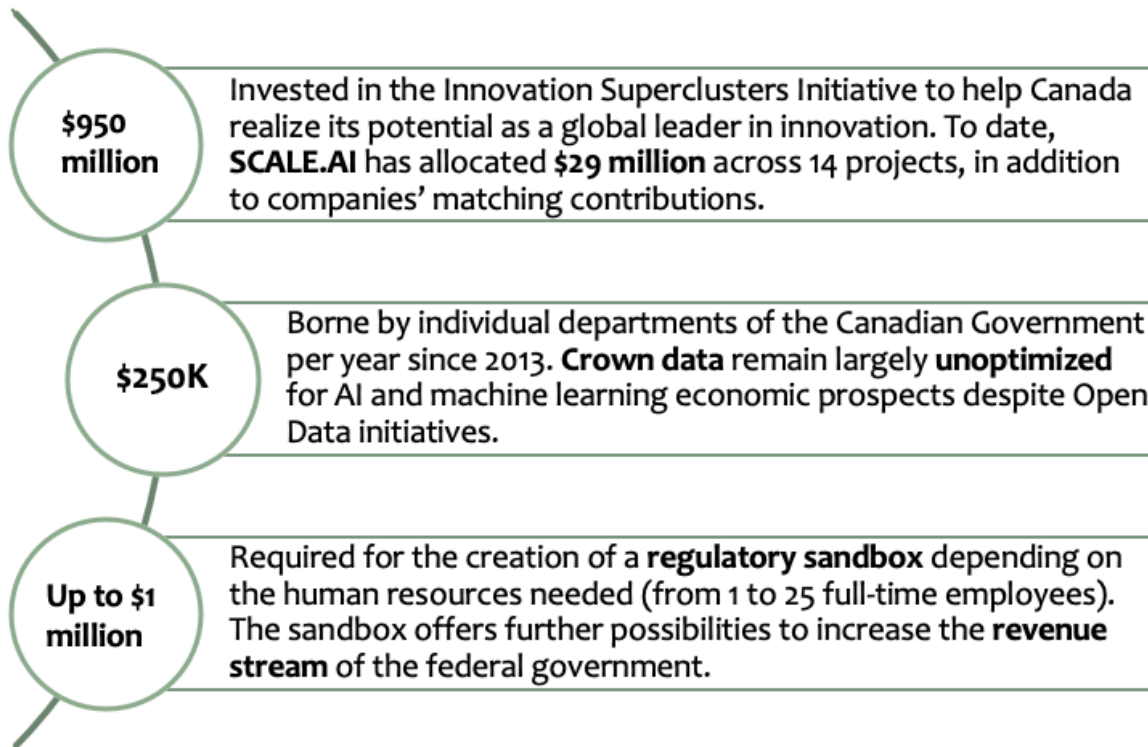 $950
million
Invested in the Innovation Superclusters Initiative to help Canada
realize its potential as a global leader in innovation. To date,
SCALE.AI has allocated $29 million across 14 projects, in addition
to companies’ matching contributions.
$250K
Borne by individual departments of the Canadian Government
per year since 2013. Crown data remain largely unoptimized
for AI and machine learning economic prospects despite Open
Data initiatives.
Up to $1
million
Required for the creation of a regulatory sandbox depending on
the human resources needed (from 1 to 25 full-time employees).
The sandbox offers further possibilities to increase the revenue
stream of the federal government.